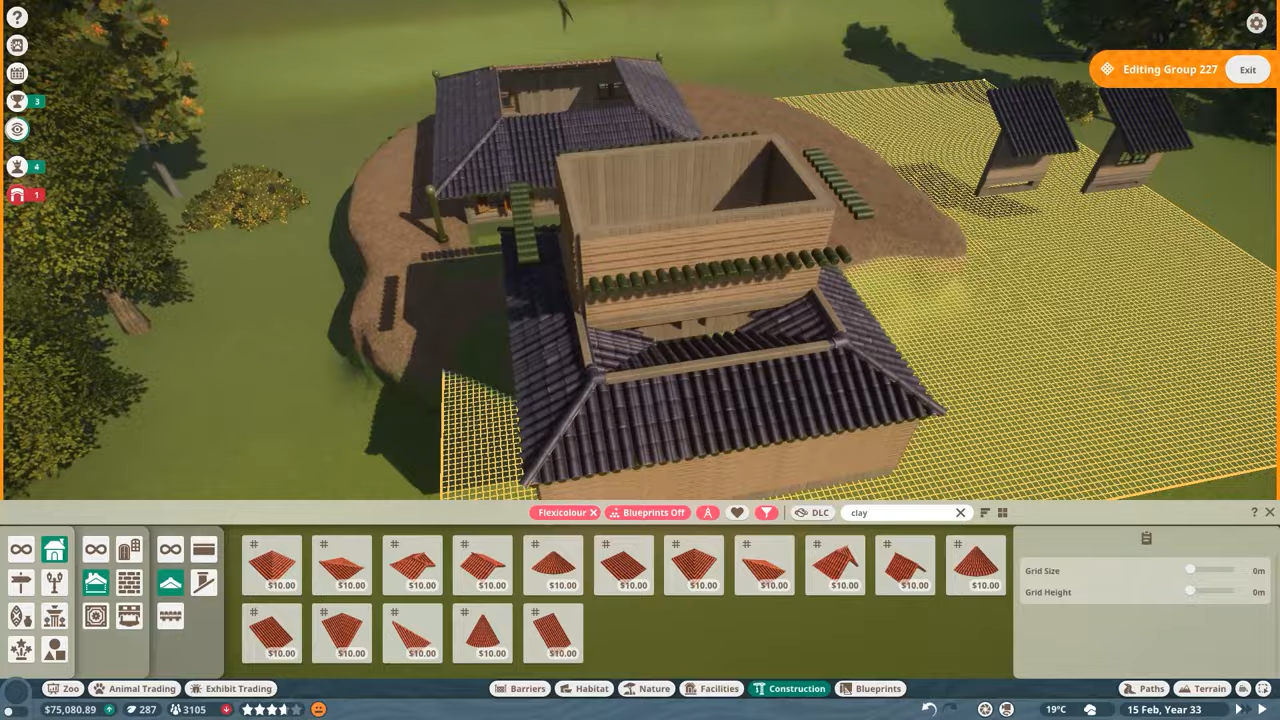 ?
Editing Group 227
Exit
3
4
1
Flexicolour ×
Blueprints Off
DLC
clay
? ×
$10.00 $10.00 $10.00 $10.00 $10.00 $10.00 $10.00 $10.00 $10.00 $10.00 $10.00
$10.00 $10.00 $10.00 $10.00 $10.00
Grid Size 0m
Grid Height 0m
Zoo Animal Trading Exhibit Trading Barriers Habitat Nature Facilities Construction Blueprints Paths Terrain
$75,080.89 287 3105 19°C 15 Feb, Year 33